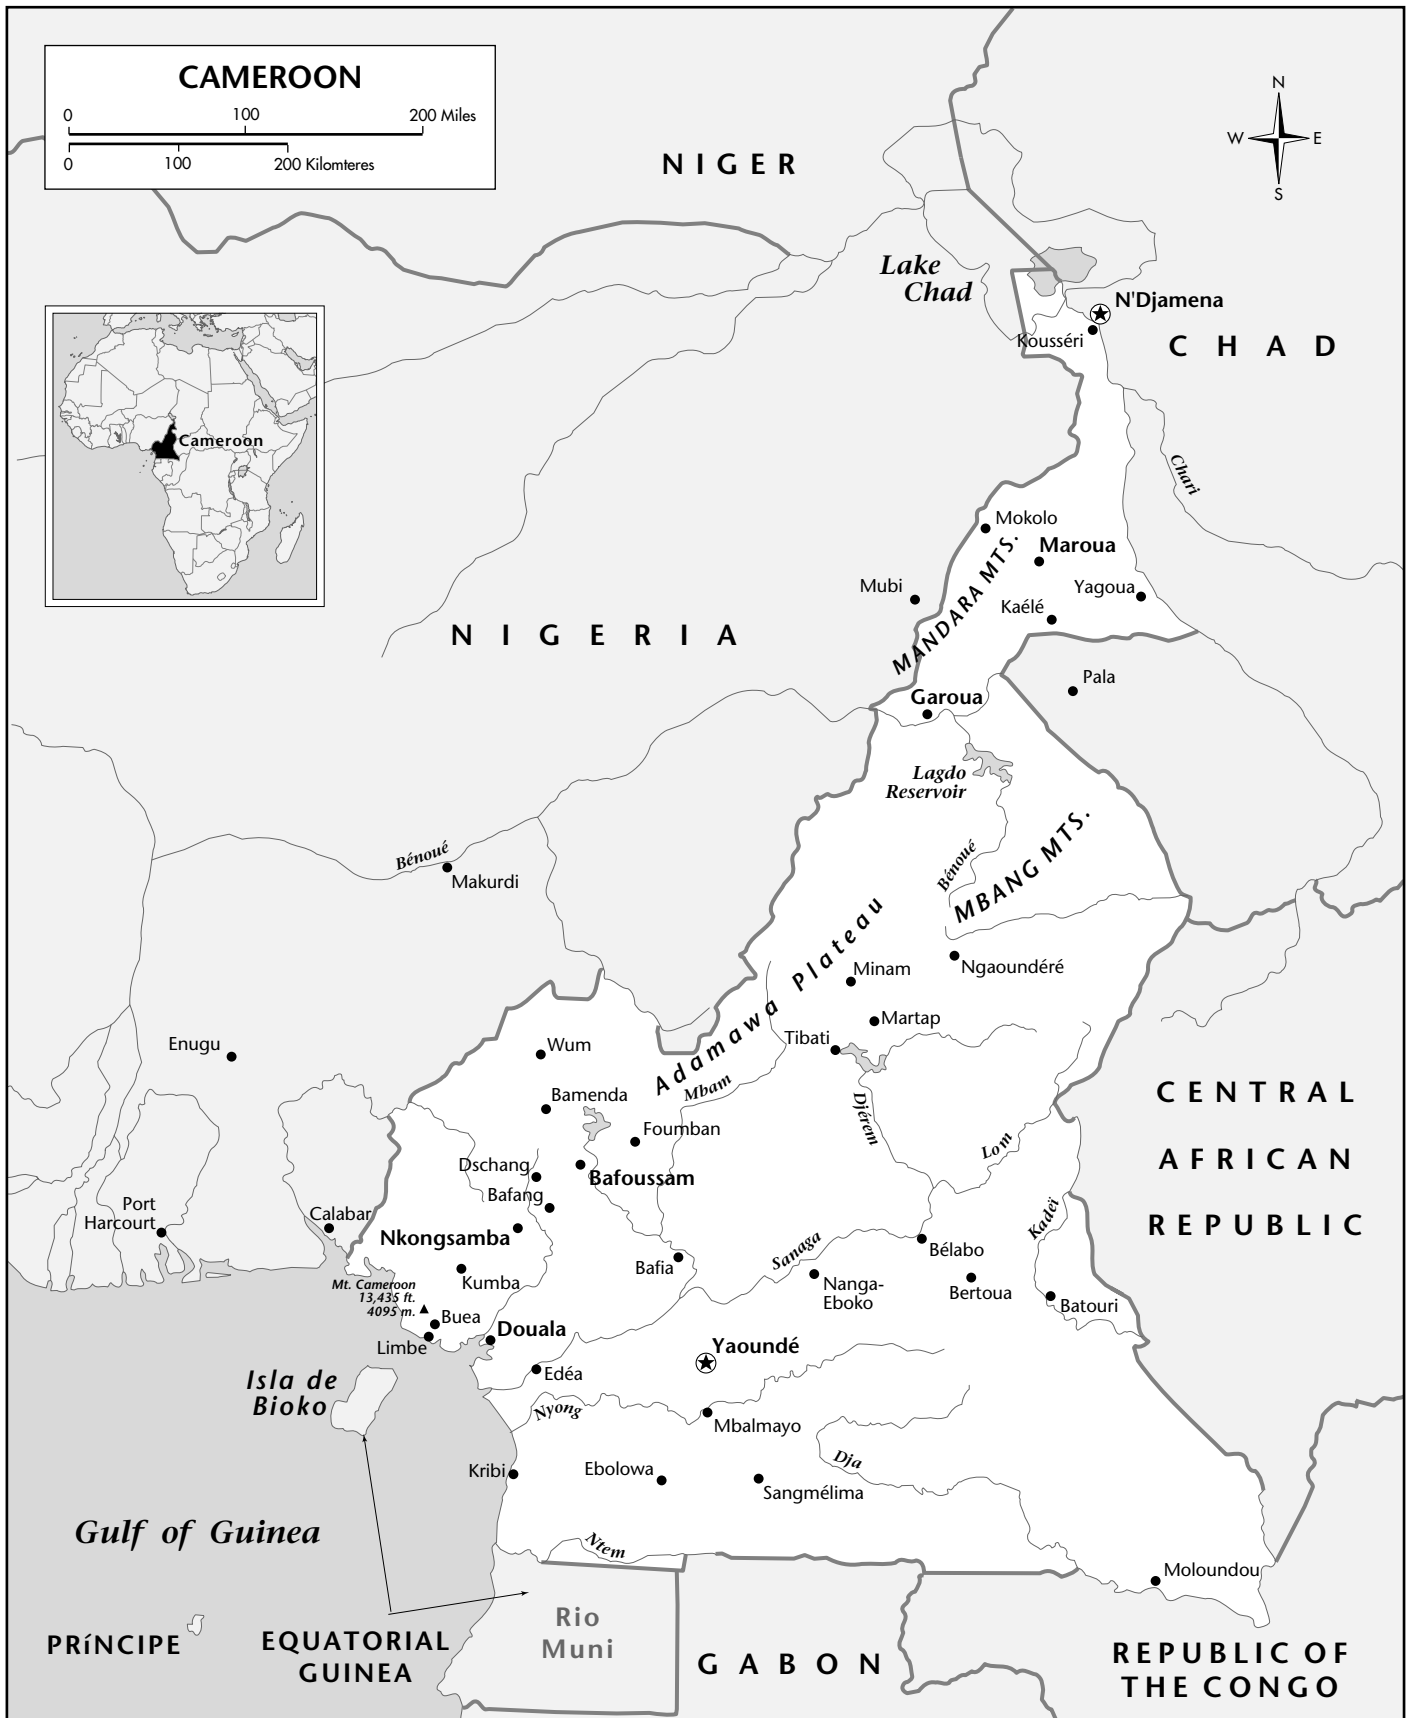 CAMEROON
0 100 200 Miles
0 100 200 Kilomteres
N
W E
S
NIGER
Lake
Chad
N'Djamena
Kousséri
CHAD
Cameroon
Chari
Mokolo
Maroua
MANDARA MTS.
Mubi
Yagoua
Kaélé
NIGERIA
Pala
Garoua
Lagdo
Reservoir
Bénoué
MBANG MTS.
Bénoué
Makurdi
Adamawa Plateau
Minam
Ngaoundéré
Martap
Tibati
Enugu
Wum
Mbam
Bamenda
Djérem
CENTRAL
AFRICAN
REPUBLIC
Foumban
Lom
Dschang
Bafoussam
Bafang
Kadeï
Port
Harcourt
Calabar
Nkongsamba
Sanaga
Bélabo
Bafia
Kumba
Nanga-
Eboko
Bertoua
Batouri
Mt. Cameroon
13,435 ft.
4095 m.
Buea
Limbe
Douala
Yaoundé
Edéa
Isla de
Bioko
Nyong
Mbalmayo
Dja
Kribi
Ebolowa
Sangmélima
Gulf of Guinea
Ntem
Moloundou
PRíNCIPE
EQUATORIAL
GUINEA
Rio
Muni
GABON
REPUBLIC OF
THE CONGO